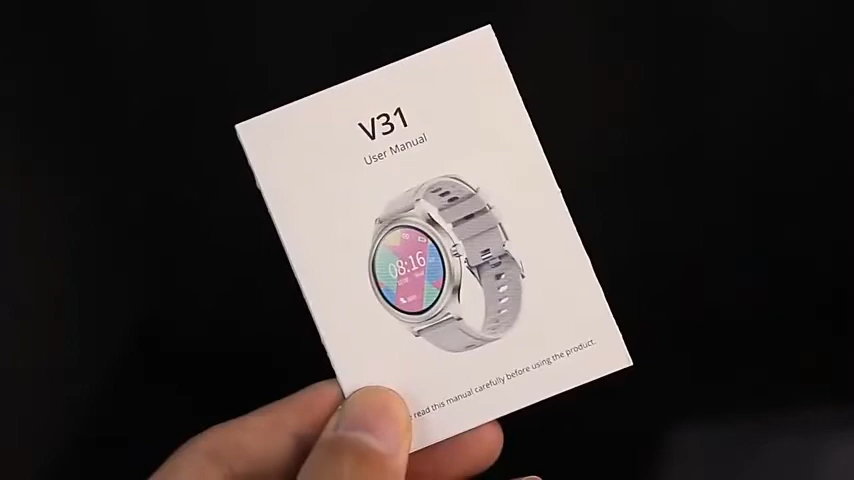 V31
User Manual
08:16
read this manual carefully before using the product.